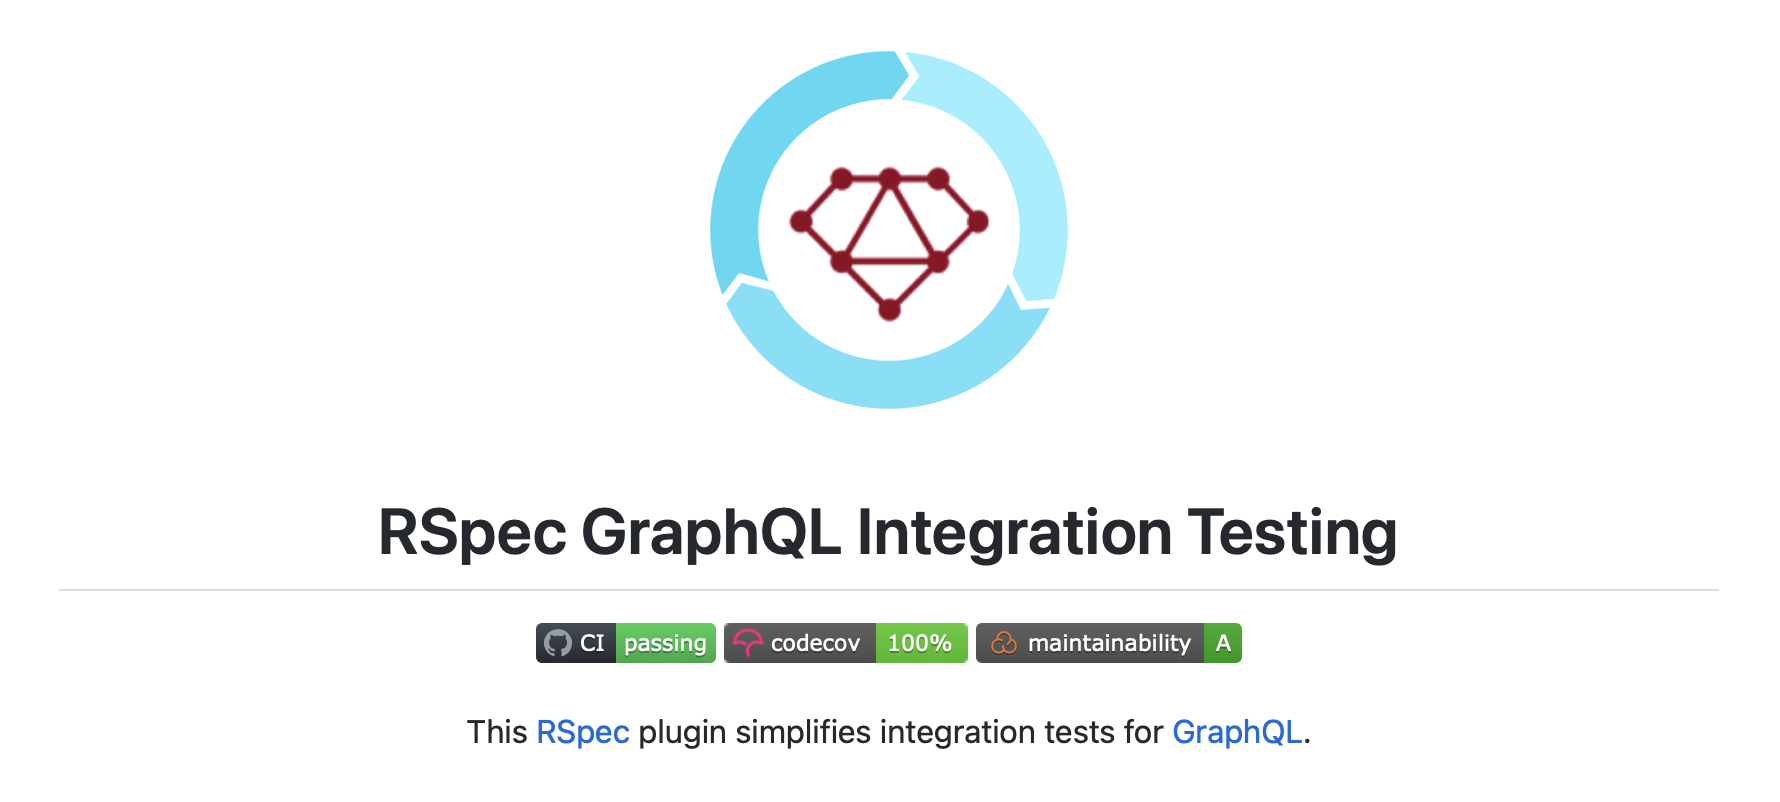 RSpec GraphQL Integration Testing
CI passing codecov 100% maintainability A
This RSpec plugin simplifies integration tests for GraphQL.